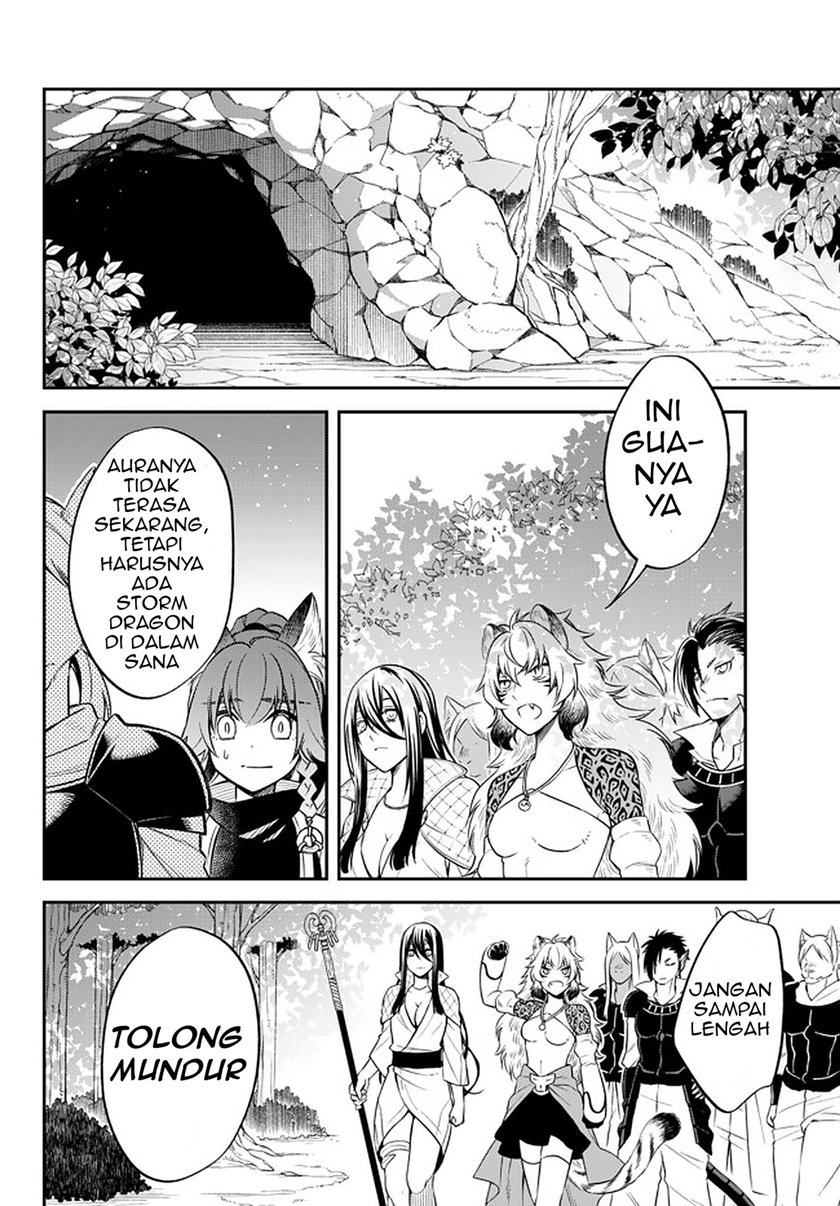 INI
GUA-
NYA
YA
AURANYA
TIDAK
TERASA
SEKARANG,
TETAPI
HARUSNYA
ADA
STORM
DRAGON
DI DALAM
SANA
JANGAN
SAMPAI
LENGAH
TOLONG
MUNDUR